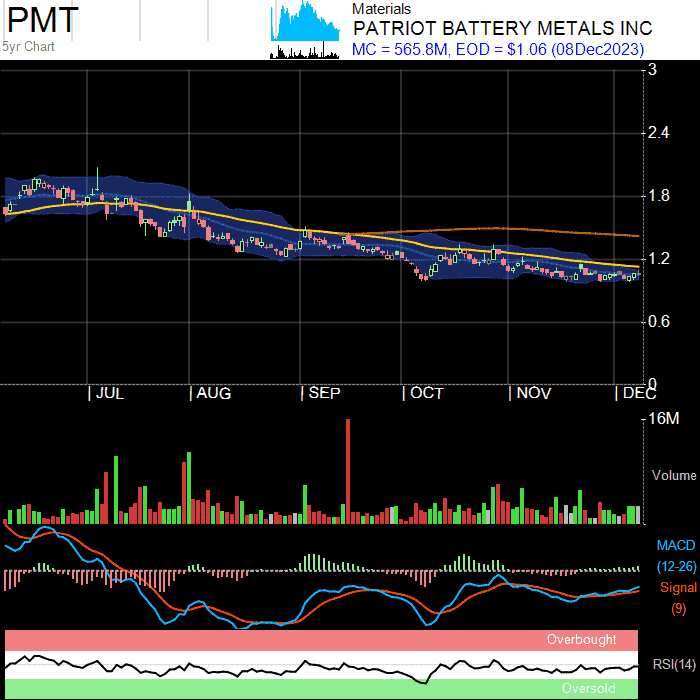 PMT
5yr Chart
Materials
PATRIOT BATTERY METALS INC
MC = 565.8M, EOD = $1.06 (08Dec2023)
3
2.4
1.8
1.2
0.6
0
JUL AUG SEP OCT NOV DEC
16M
Volume
MACD
(12-26)
Signal
(9)
Overbought
RSI(14)
Oversold